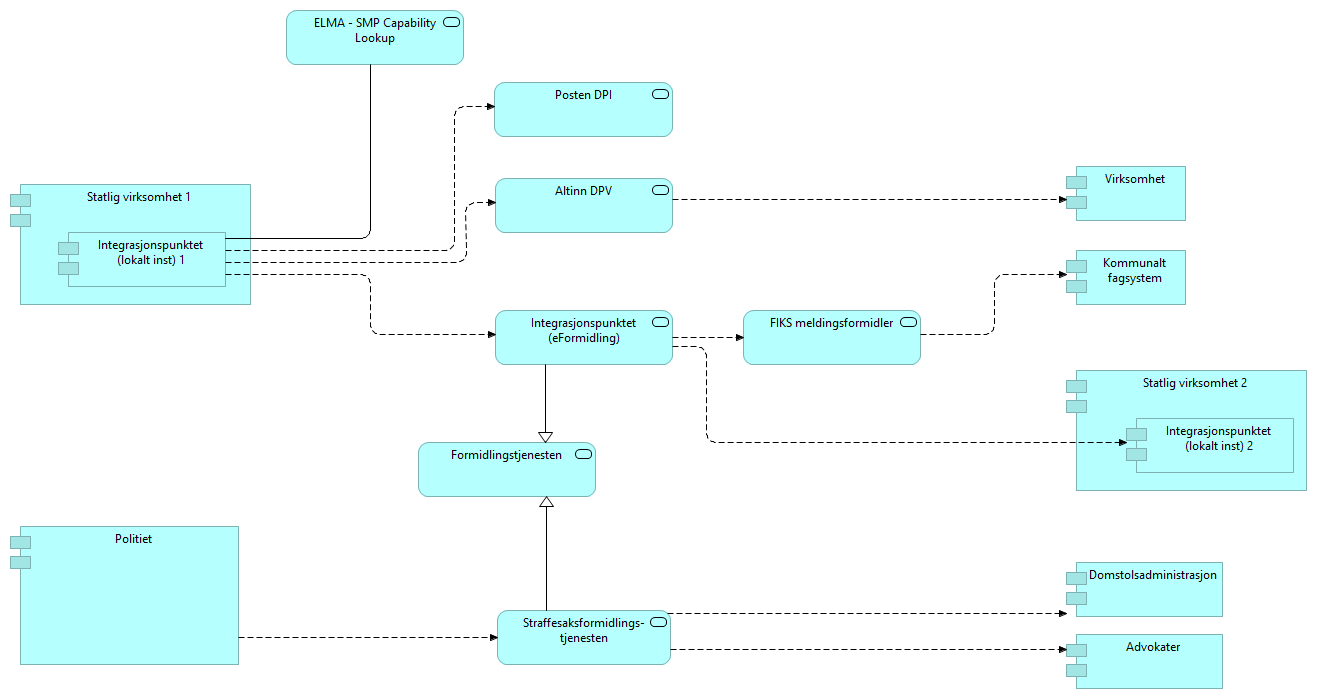 ELMA - SMP Capability
Lookup
Posten DPI
Altinn DPV
Virksomhet
Statlig virksomhet 1
Integrasjonspunktet
(lokalt inst) 1
Kommunalt
fagsystem
Integrasjonspunktet
(eFormidling)
FIKS meldingsformidler
Statlig virksomhet 2
Integrasjonspunktet
(lokalt inst) 2
Formidlingstjenesten
Politiet
Straffesaksformidlings-
tjenesten
Domstolsadministrasjon
Advokater